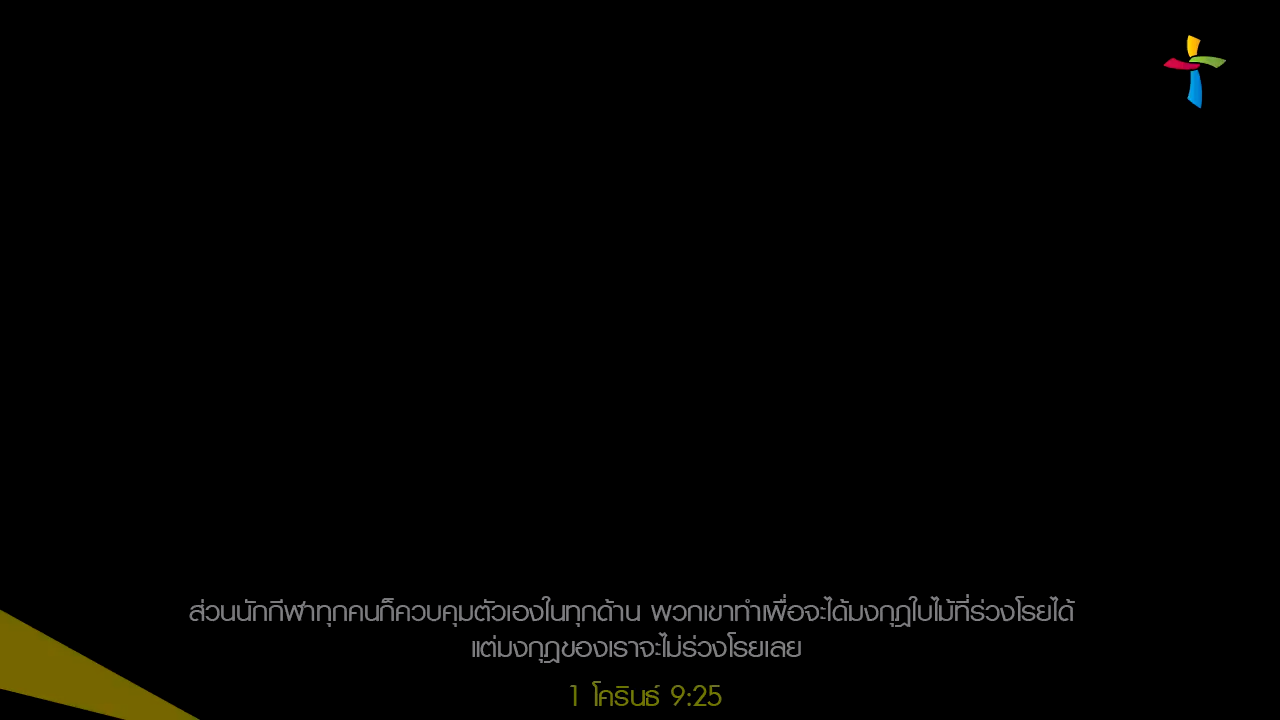 ส่วนนักกีฬาทุกคนก็ควบคุมตัวเองในทุกด้าน พวกเขาทำเพื่อจะได้มงกุฎใบไม้ที่ร่วงโรยได้
แต่มงกุฎของเราจะไม่ร่วงโรยเลย
1 โครินธ์ 9:25